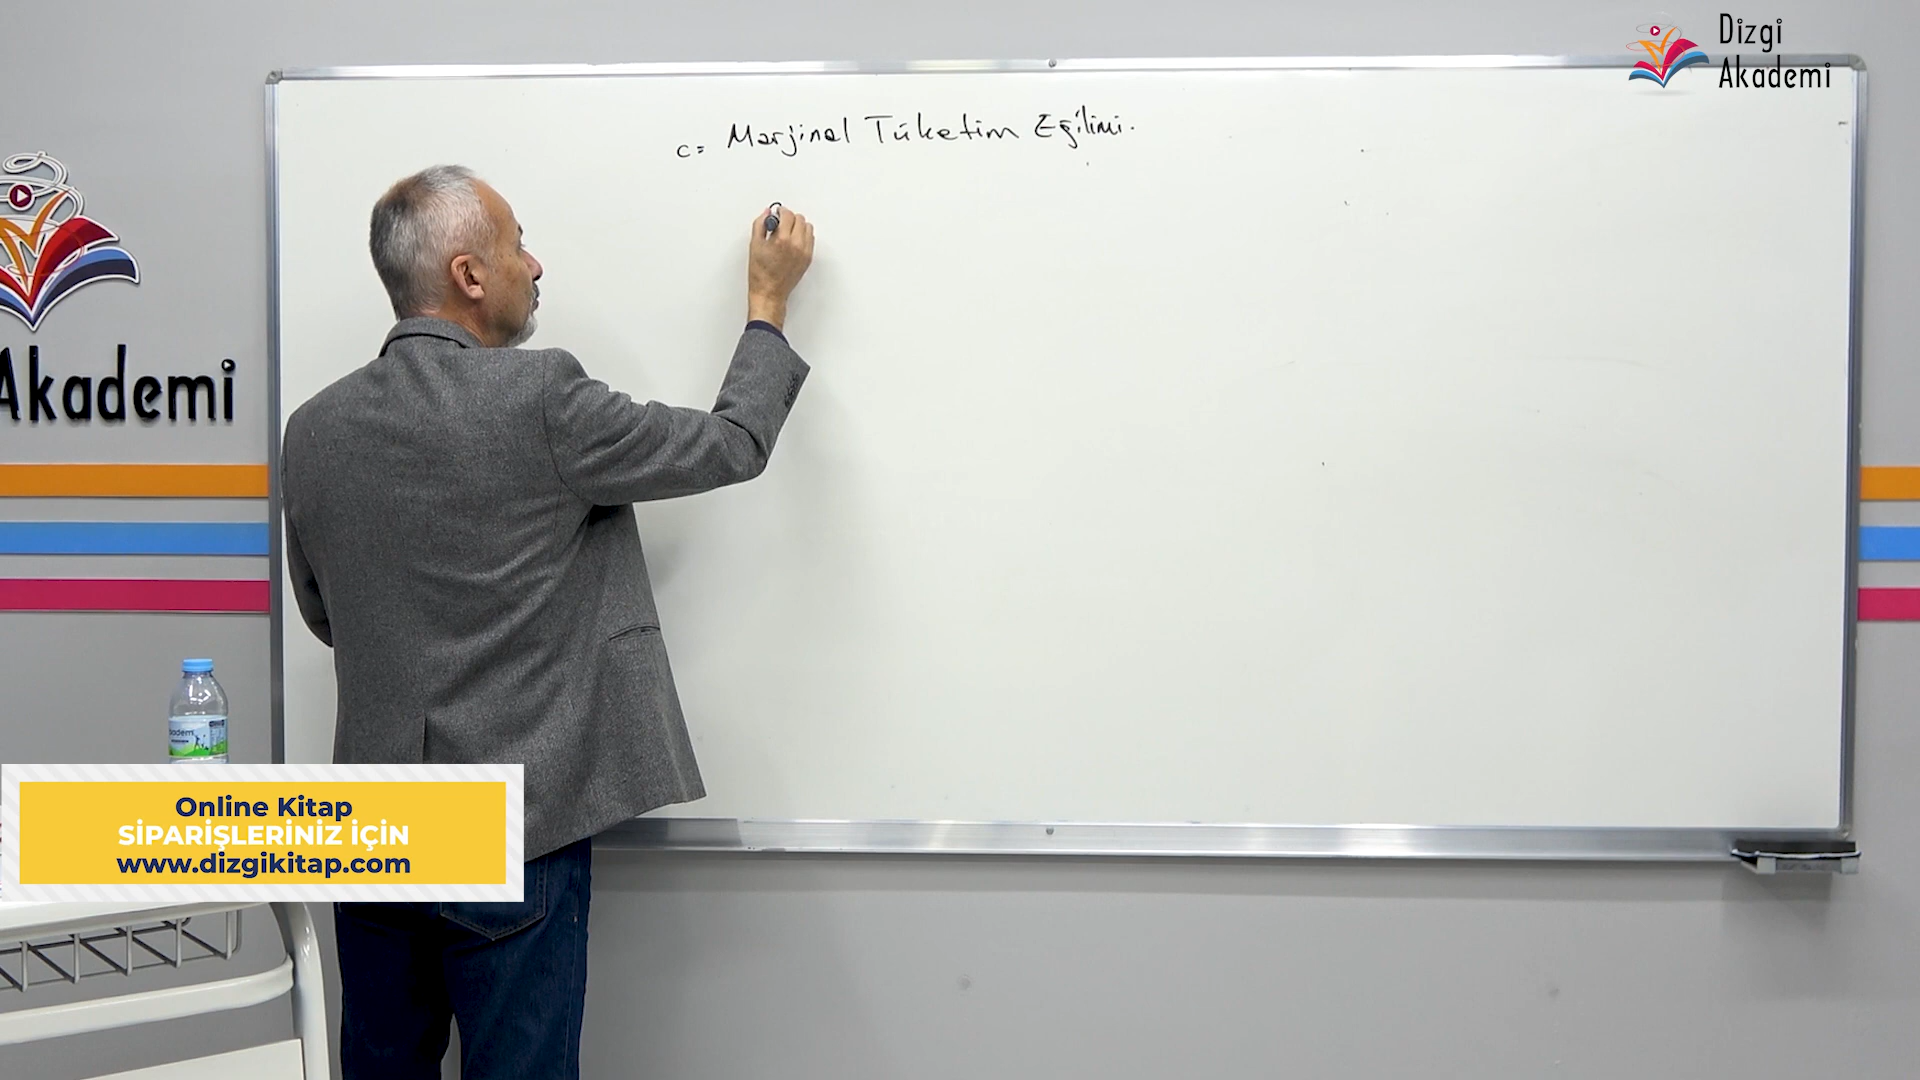 Dizgi
Akademi
c = Marjinal Tüketim Eğilimi.
Akademi
Online Kitap
SİPARİŞLERİNİZ İÇİN
www.dizgikitap.com